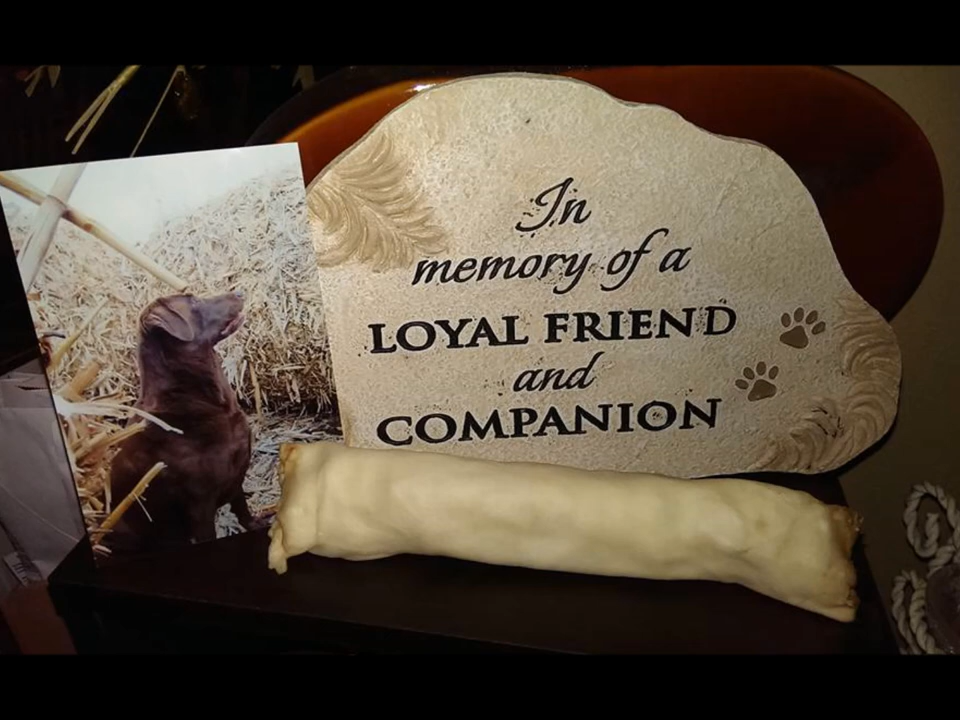 In
memory of a
LOYAL FRIEND
and
COMPANION